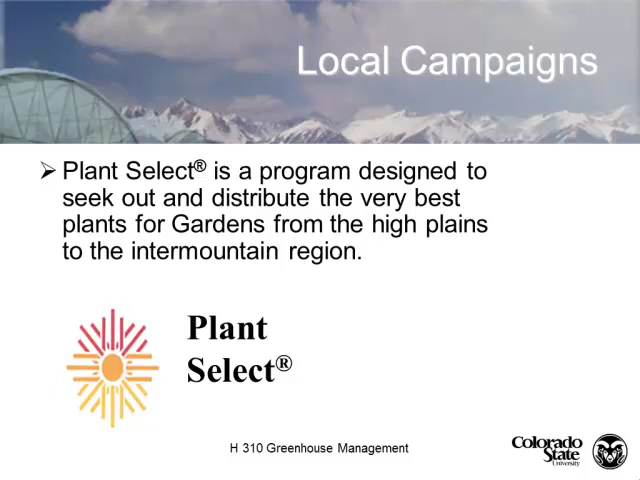 Local Campaigns
➢ Plant Select® is a program designed to
seek out and distribute the very best
plants for Gardens from the high plains
to the intermountain region.
Plant
Select®
H 310 Greenhouse Management
Colorado
State
University